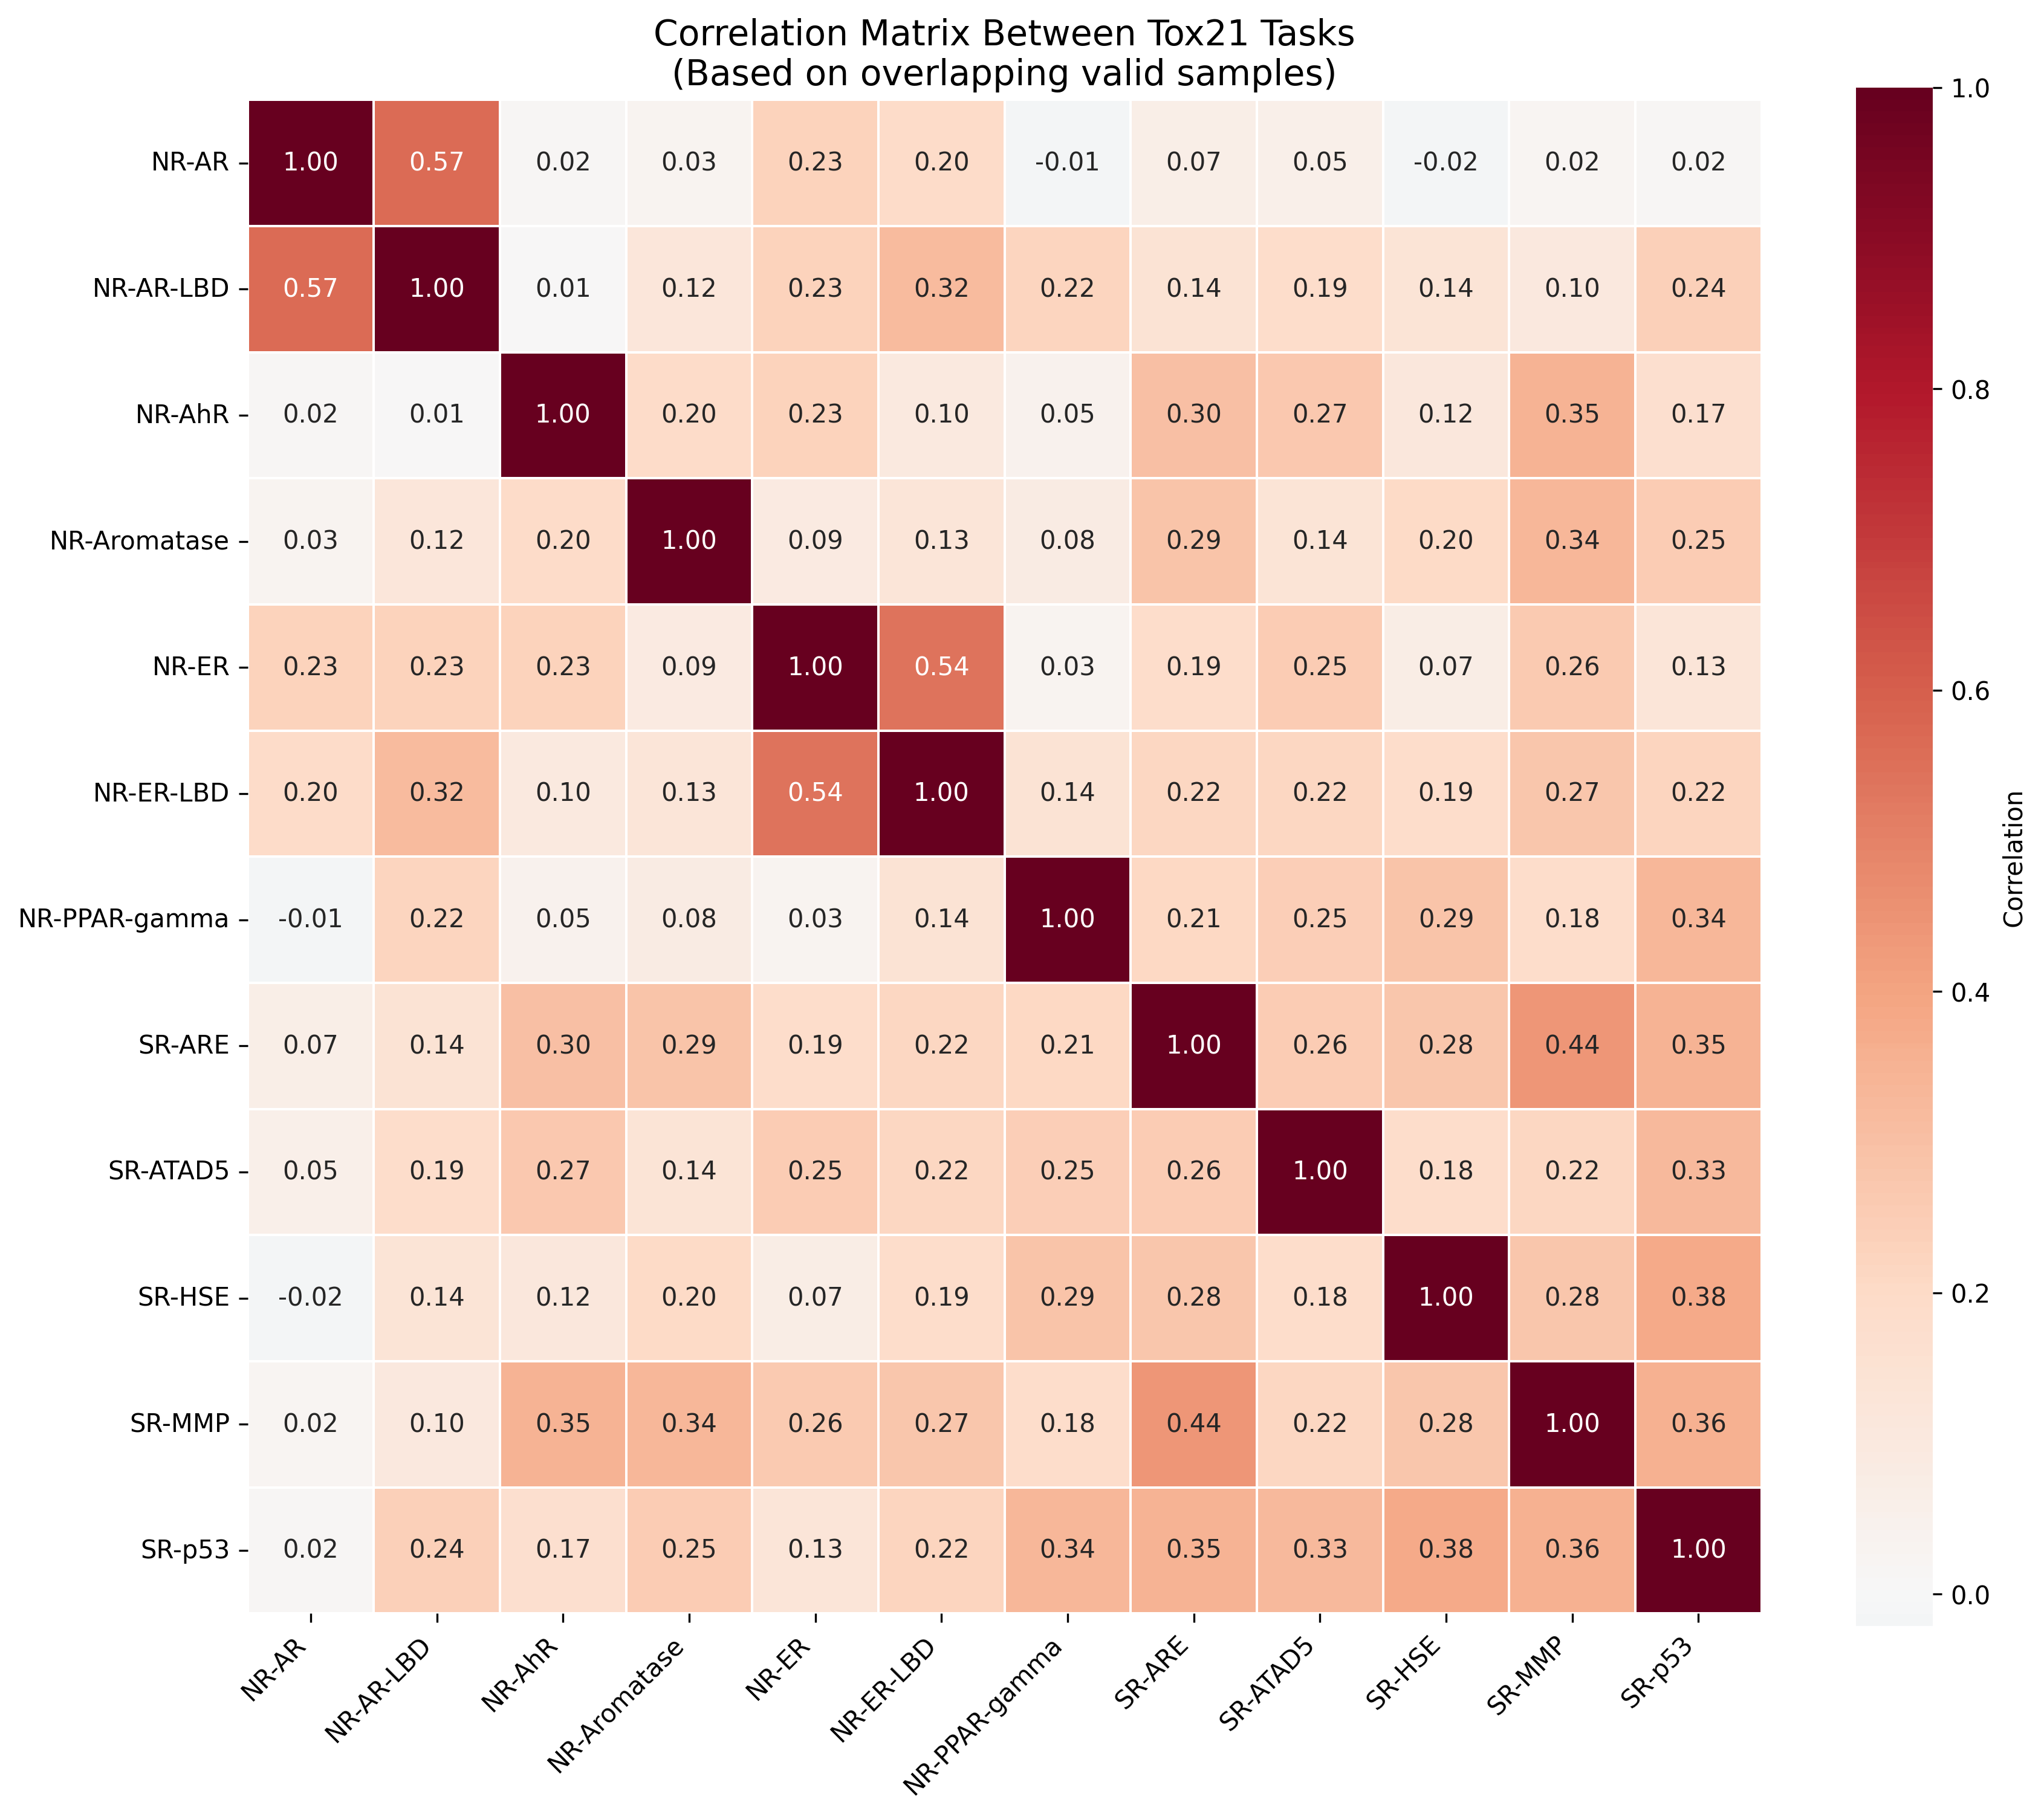 Correlation Matrix Between Tox21 Tasks
(Based on overlapping valid samples)
NR-AR 1.00 0.57 0.02 0.03 0.23 0.20 -0.01 0.07 0.05 -0.02 0.02 0.02
NR-AR-LBD 0.57 1.00 0.01 0.12 0.23 0.32 0.22 0.14 0.19 0.14 0.10 0.24
NR-AhR 0.02 0.01 1.00 0.20 0.23 0.10 0.05 0.30 0.27 0.12 0.35 0.17
NR-Aromatase 0.03 0.12 0.20 1.00 0.09 0.13 0.08 0.29 0.14 0.20 0.34 0.25
NR-ER 0.23 0.23 0.23 0.09 1.00 0.54 0.03 0.19 0.25 0.07 0.26 0.13
NR-ER-LBD 0.20 0.32 0.10 0.13 0.54 1.00 0.14 0.22 0.22 0.19 0.27 0.22
NR-PPAR-gamma -0.01 0.22 0.05 0.08 0.03 0.14 1.00 0.21 0.25 0.29 0.18 0.34
SR-ARE 0.07 0.14 0.30 0.29 0.19 0.22 0.21 1.00 0.26 0.28 0.44 0.35
SR-ATAD5 0.05 0.19 0.27 0.14 0.25 0.22 0.25 0.26 1.00 0.18 0.22 0.33
SR-HSE -0.02 0.14 0.12 0.20 0.07 0.19 0.29 0.28 0.18 1.00 0.28 0.38
SR-MMP 0.02 0.10 0.35 0.34 0.26 0.27 0.18 0.44 0.22 0.28 1.00 0.36
SR-p53 0.02 0.24 0.17 0.25 0.13 0.22 0.34 0.35 0.33 0.38 0.36 1.00
NR-AR NR-AR-LBD NR-AhR NR-Aromatase NR-ER NR-ER-LBD NR-PPAR-gamma SR-ARE SR-ATAD5 SR-HSE SR-MMP SR-p53
1.0
0.8
0.6
0.4
0.2
0.0
Correlation